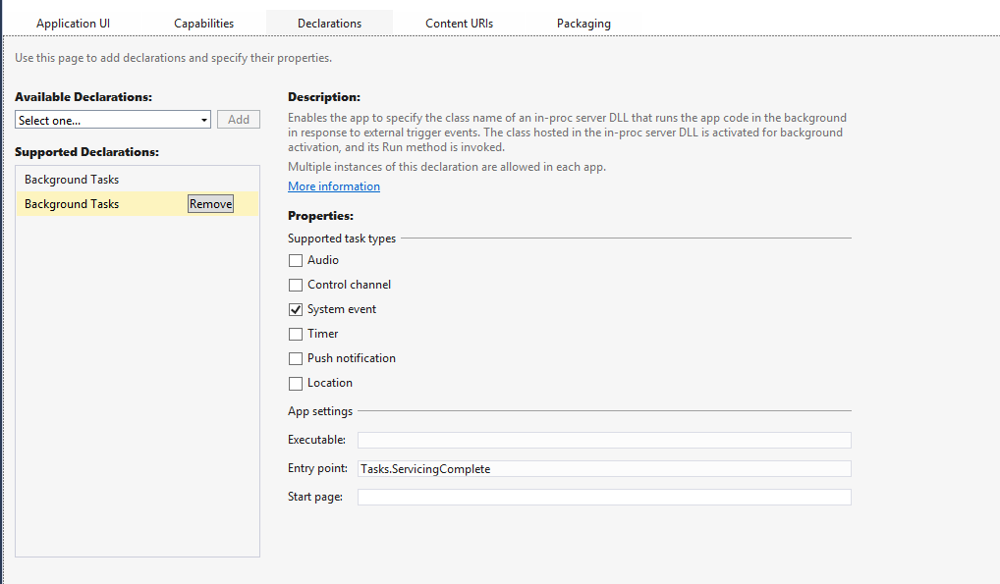 Application UI Capabilities Declarations Content URIs Packaging
Use this page to add declarations and specify their properties.
Available Declarations:
Select one... Add
Supported Declarations:
Background Tasks
Background Tasks Remove
Description:
Enables the app to specify the class name of an in-proc server DLL that runs the app code in the background
in response to external trigger events. The class hosted in the in-proc server DLL is activated for background
activation, and its Run method is invoked.
Multiple instances of this declaration are allowed in each app.
More information
Properties:
Supported task types
Audio
Control channel
System event
Timer
Push notification
Location
App settings
Executable:
Entry point: Tasks.ServicingComplete
Start page: